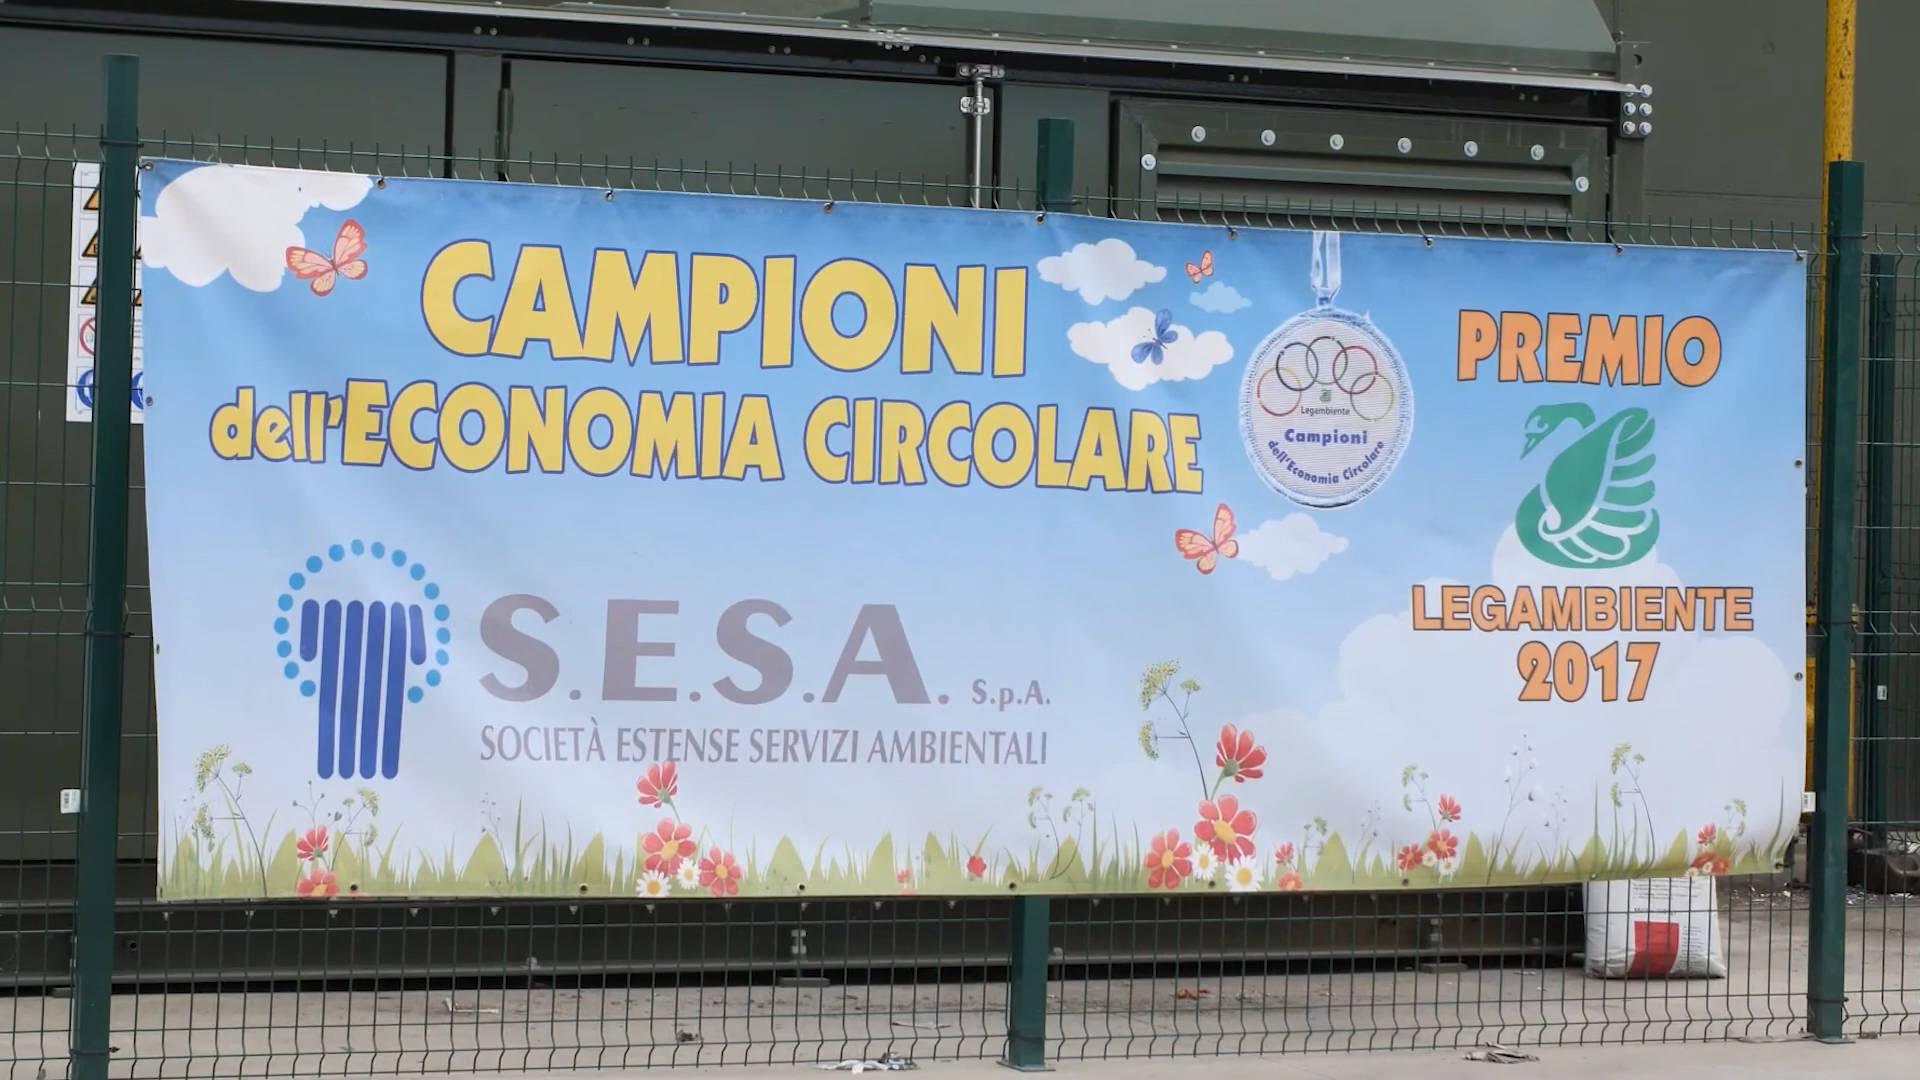 CAMPIONI
dell'ECONOMIA CIRCOLARE
S.E.S.A. S.p.A.
SOCIETÀ ESTENSE SERVIZI AMBIENTALI
Legambiente
Campioni
dell'Economia Circolare
PREMIO
LEGAMBIENTE
2017